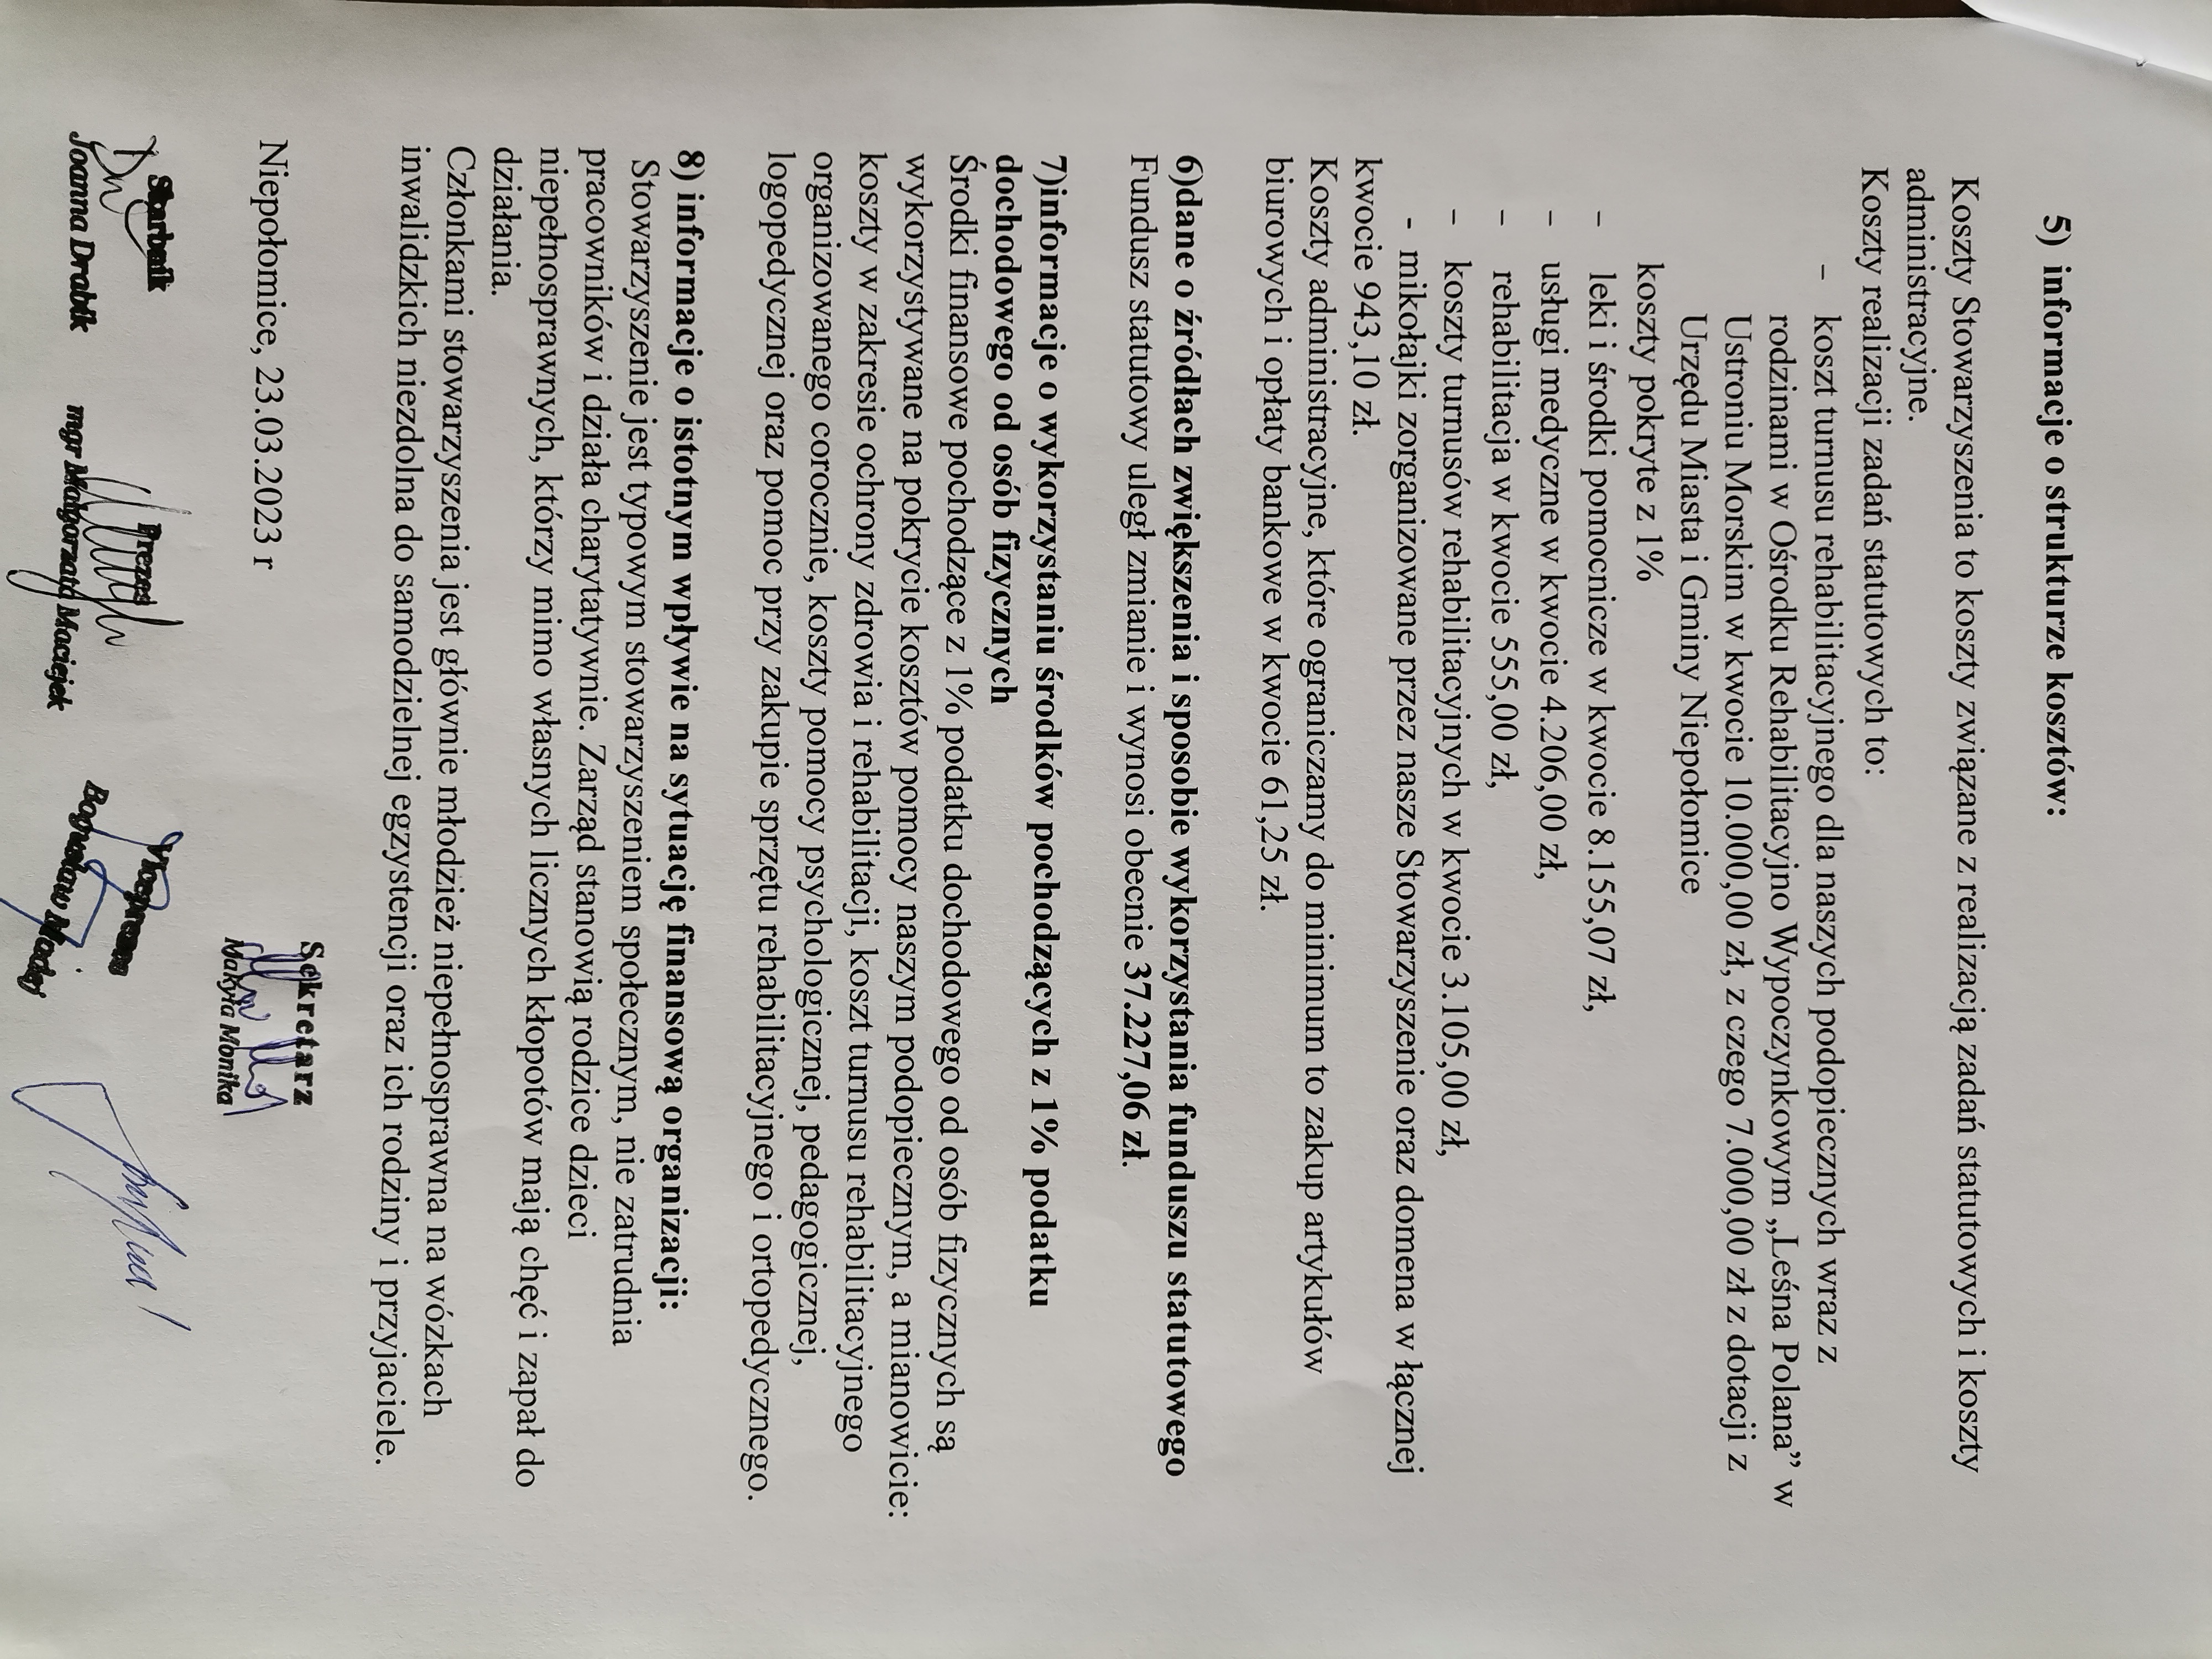 5) informacje o strukturze kosztów:
Koszty Stowarzyszenia to koszty związane z realizacją zadań statutowych i koszty
administracyjne.
Koszty realizacji zadań statutowych to:
– koszt turnusu rehabilitacyjnego dla naszych podopiecznych wraz z
rodzinami w Ośrodku Rehabilitacyjno Wypoczynkowym „Leśna Polana” w
Ustroniu Morskim w kwocie 10.000,00 zł, z czego 7.000,00 zł z dotacji z
Urzędu Miasta i Gminy Niepołomice
koszty pokryte z 1%
– leki i środki pomocnicze w kwocie 8.155,07 zł,
– usługi medyczne w kwocie 4.206,00 zł,
– rehabilitacja w kwocie 555,00 zł,
– koszty turnusów rehabilitacyjnych w kwocie 3.105,00 zł,
- mikołajki zorganizowane przez nasze Stowarzyszenie oraz domena w łącznej
kwocie 943,10 zł.
Koszty administracyjne, które ograniczamy do minimum to zakup artykułów
biurowych i opłaty bankowe w kwocie 61,25 zł.
6)dane o źródłach zwiększenia i sposobie wykorzystania funduszu statutowego
Fundusz statutowy uległ zmianie i wynosi obecnie 37.227,06 zł.
7)informacje o wykorzystaniu środków pochodzących z 1% podatku
dochodowego od osób fizycznych
Środki finansowe pochodzące z 1% podatku dochodowego od osób fizycznych są
wykorzystywane na pokrycie kosztów pomocy naszym podopiecznym, a mianowicie:
koszty w zakresie ochrony zdrowia i rehabilitacji, koszt turnusu rehabilitacyjnego
organizowanego corocznie, koszty pomocy psychologicznej, pedagogicznej,
logopedycznej oraz pomoc przy zakupie sprzętu rehabilitacyjnego i ortopedycznego.
8) informacje o istotnym wpływie na sytuację finansową organizacji:
Stowarzyszenie jest typowym stowarzyszeniem społecznym, nie zatrudnia
pracowników i działa charytatywnie. Zarząd stanowią rodzice dzieci
niepełnosprawnych, którzy mimo własnych licznych kłopotów mają chęć i zapał do
działania.
Członkami stowarzyszenia jest głównie młodzież niepełnosprawna na wózkach
inwalidzkich niezdolna do samodzielnej egzystencji oraz ich rodziny i przyjaciele.
Sekretarz
Niepołomice, 23.03.2023 r
Makyła Monika
Skarbnik
Prezes
Viceprezes
Joanna Drabik
mgr Małgorzata Maciejek
Bogusław Madej